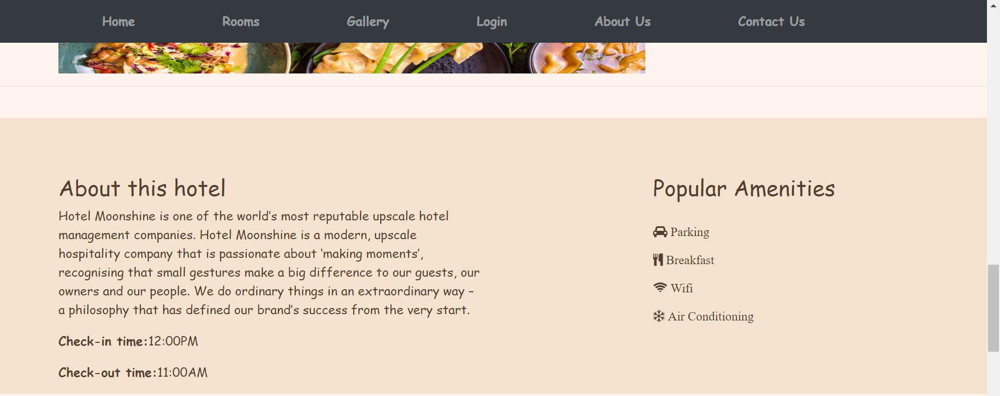 Home Rooms Gallery Login About Us Contact Us
About this hotel
Hotel Moonshine is one of the world’s most reputable upscale hotel
management companies. Hotel Moonshine is a modern, upscale
hospitality company that is passionate about ‘making moments’,
recognising that small gestures make a big difference to our guests, our
owners and our people. We do ordinary things in an extraordinary way –
a philosophy that has defined our brand’s success from the very start.
Check-in time:12:00PM
Check-out time:11:00AM
Popular Amenities
Parking
Breakfast
Wifi
Air Conditioning